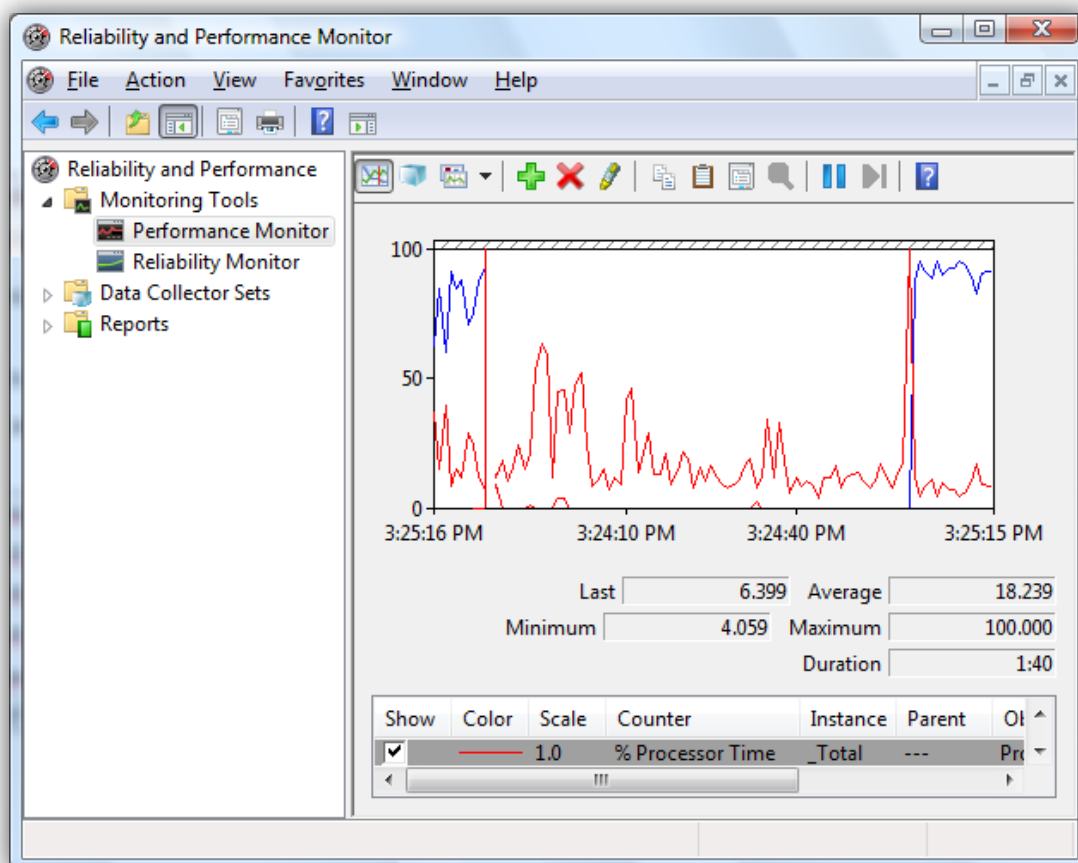 Reliability and Performance Monitor
File Action View Favorites Window Help
Reliability and Performance
Monitoring Tools
Performance Monitor
Reliability Monitor
Data Collector Sets
Reports
100
50
0
3:25:16 PM 3:24:10 PM 3:24:40 PM 3:25:15 PM
Last 6.399 Average 18.239
Minimum 4.059 Maximum 100.000
Duration 1:40
Show Color Scale Counter Instance Parent
1.0 % Processor Time _Total ---